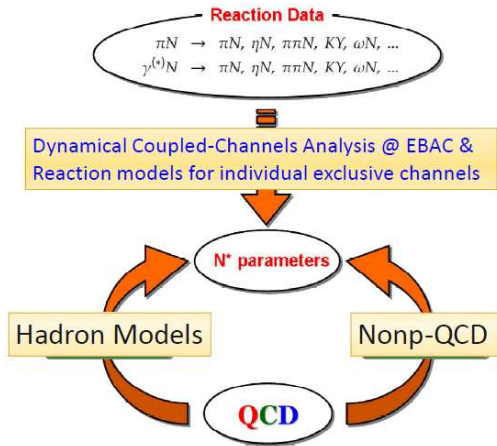 Reaction Data
πN → πN, ηN, ππN, KY, ωN, ...
γ(*)N → πN, ηN, ππN, KY, ωN, ...
Dynamical Coupled-Channels Analysis @ EBAC &
Reaction models for individual exclusive channels
N* parameters
Hadron Models
Nonp-QCD
QCD